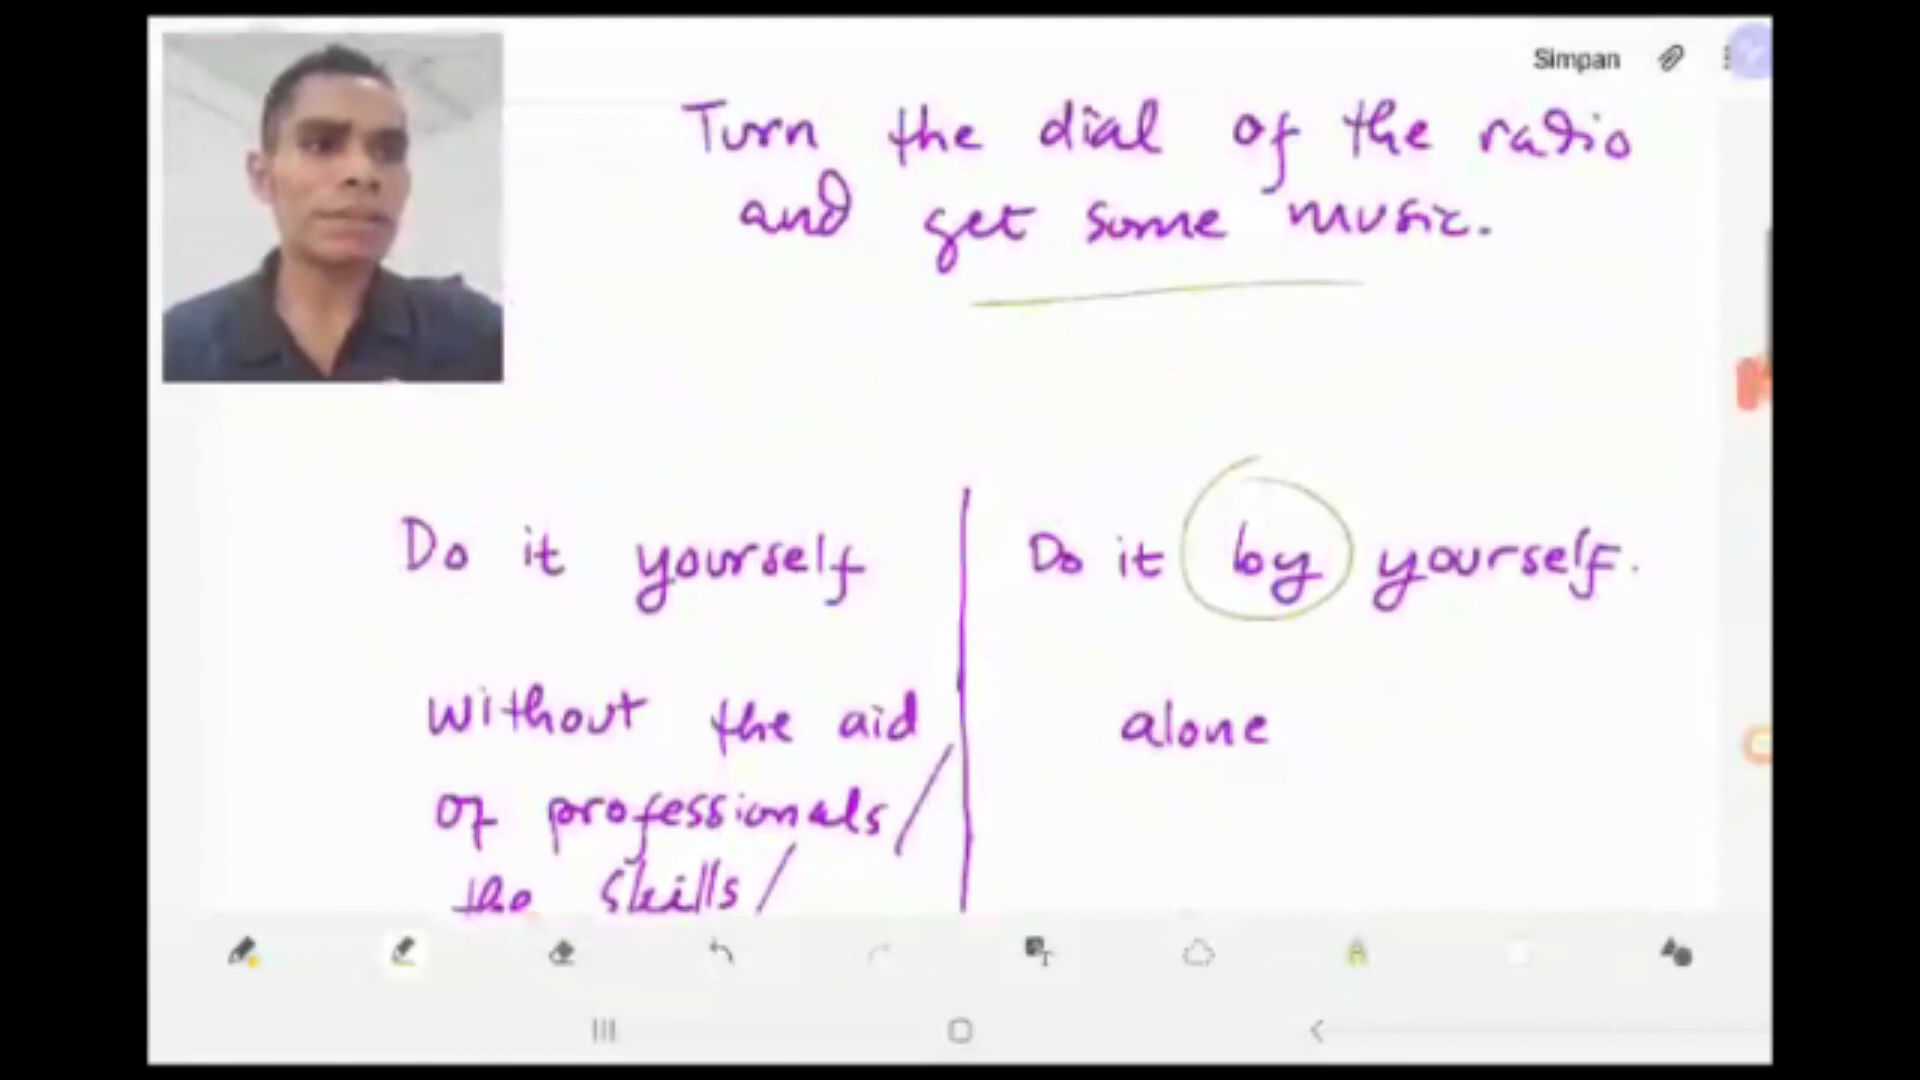 Simpan
Turn the dial of the radio
and get some music.
Do it yourself
without the aid
of professionals/
the skills/
Do it by yourself.
alone